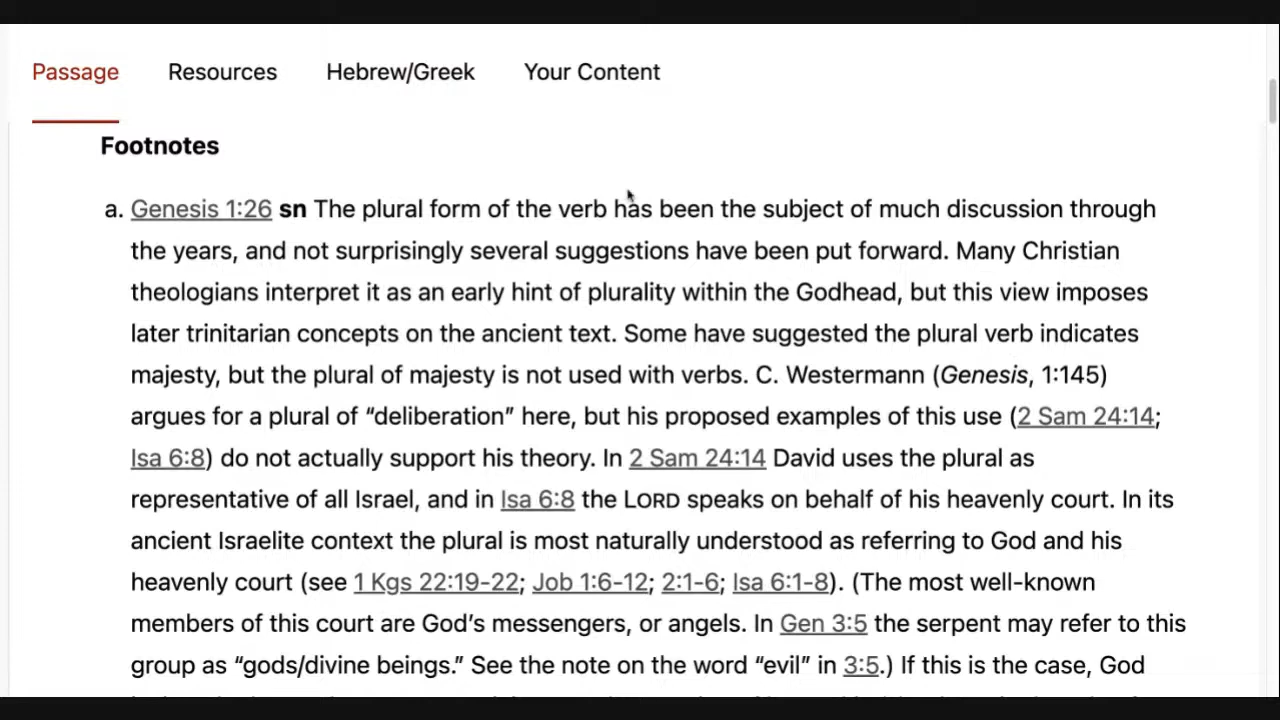 Passage Resources Hebrew/Greek Your Content
Footnotes
a. Genesis 1:26 sn The plural form of the verb has been the subject of much discussion through
the years, and not surprisingly several suggestions have been put forward. Many Christian
theologians interpret it as an early hint of plurality within the Godhead, but this view imposes
later trinitarian concepts on the ancient text. Some have suggested the plural verb indicates
majesty, but the plural of majesty is not used with verbs. C. Westermann (Genesis, 1:145)
argues for a plural of “deliberation” here, but his proposed examples of this use (2 Sam 24:14;
Isa 6:8) do not actually support his theory. In 2 Sam 24:14 David uses the plural as
representative of all Israel, and in Isa 6:8 the LORD speaks on behalf of his heavenly court. In its
ancient Israelite context the plural is most naturally understood as referring to God and his
heavenly court (see 1 Kgs 22:19-22; Job 1:6-12; 2:1-6; Isa 6:1-8). (The most well-known
members of this court are God’s messengers, or angels. In Gen 3:5 the serpent may refer to this
group as “gods/divine beings.” See the note on the word “evil” in 3:5.) If this is the case, God